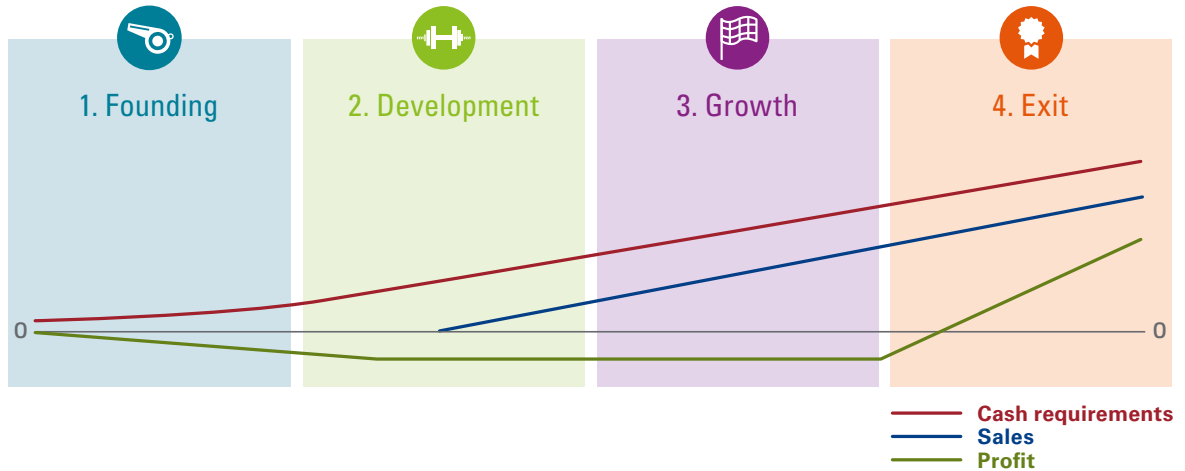 1. Founding
2. Development
3. Growth
4. Exit
0
0
Cash requirements
Sales
Profit